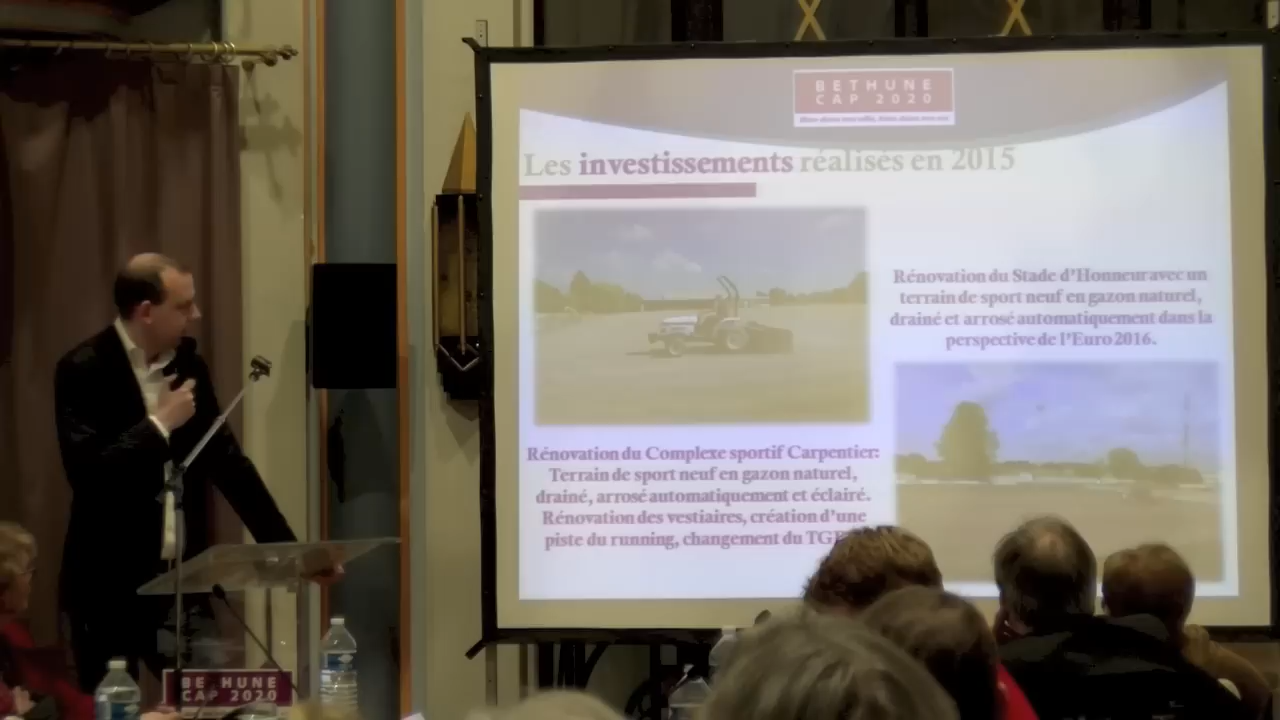 BETHUNE
CAP 2020
Les investissements réalisés en 2015
Rénovation du Stade d'Honneur avec un
terrain de sport neuf en gazon naturel,
drainé et arrosé automatiquement dans la
perspective de l'Euro 2016.
Rénovation du Complexe sportif Carpentier:
Terrain de sport neuf en gazon naturel,
drainé, arrosé automatiquement et éclairé.
Rénovation des vestiaires, création d'une
piste du running, changement du
BETHUNE
CAP 2020